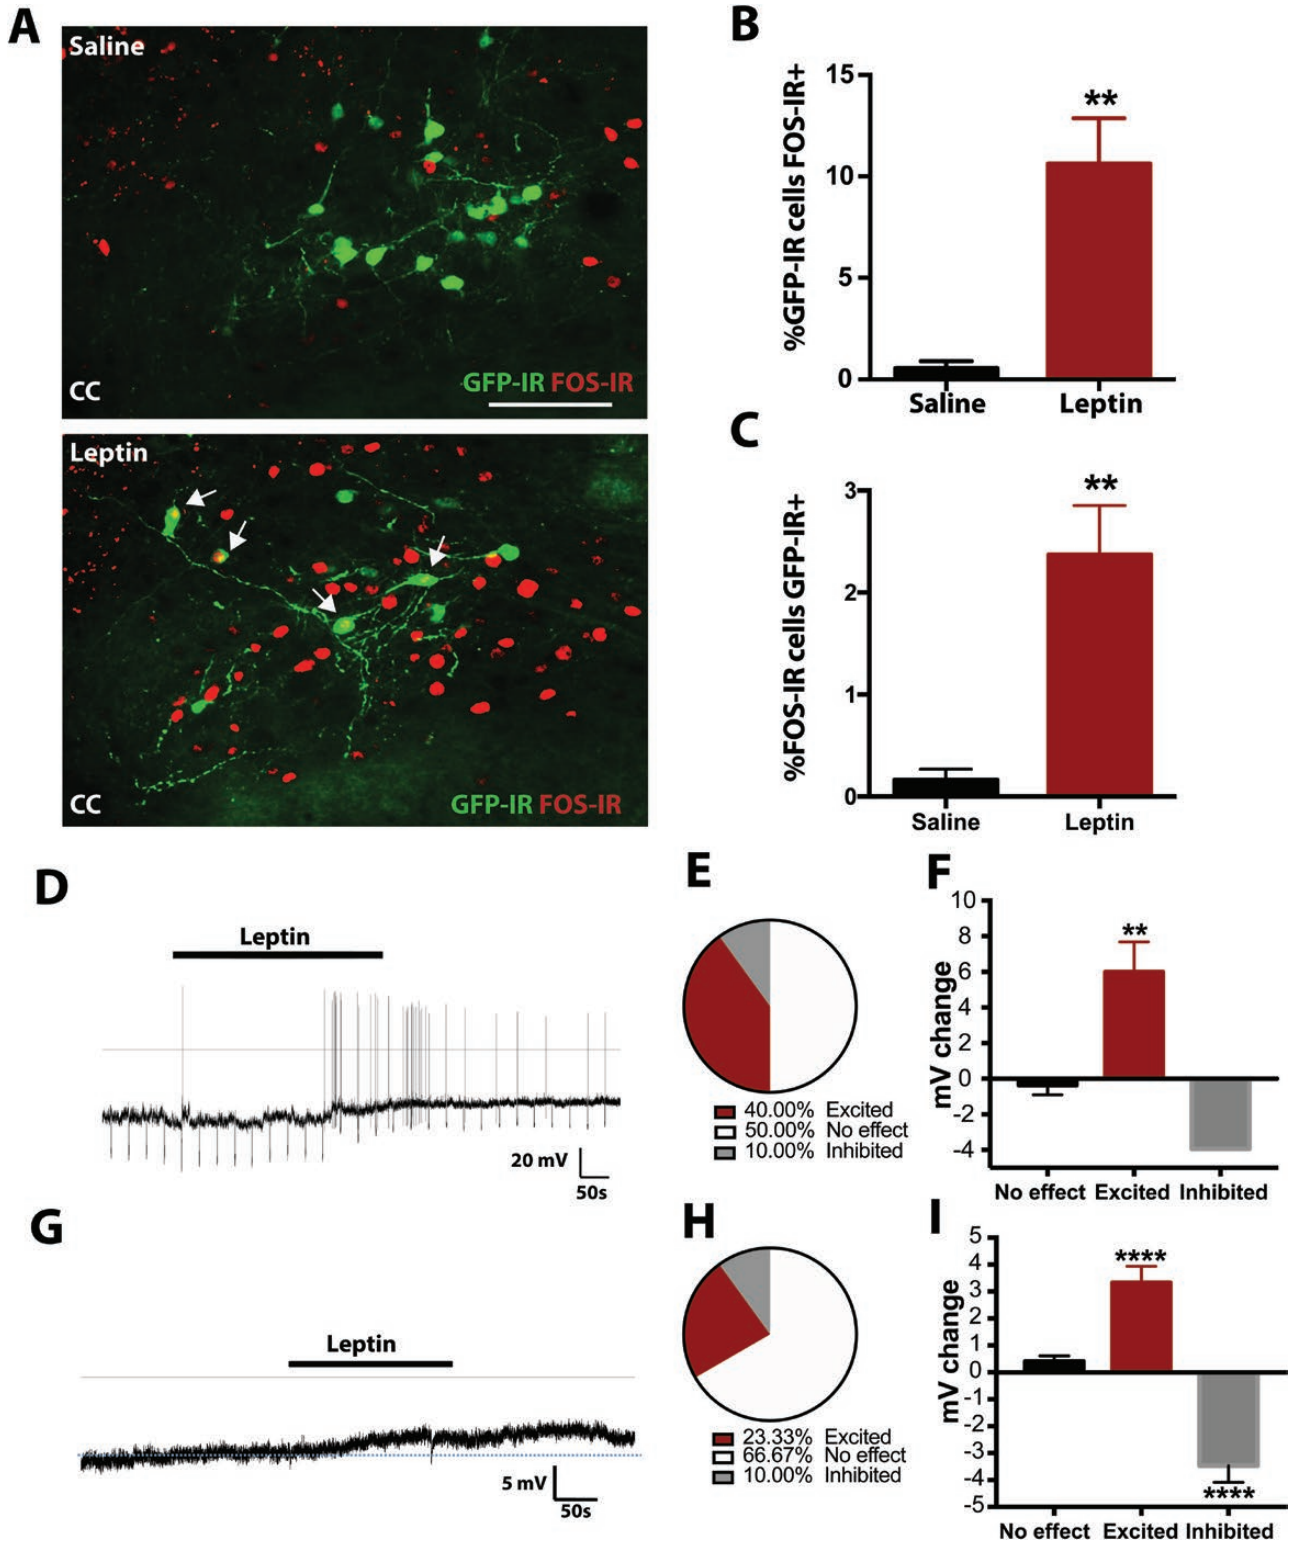 A
Saline
CC
GFP-IR FOS-IR
Leptin
CC
GFP-IR FOS-IR
B
%GFP-IR cells FOS-IR+
15
10
5
0
**
Saline Leptin
C
%FOS-IR cells GFP-IR+
3
2
1
0
**
Saline Leptin
D
Leptin
20 mV
50s
E
40.00% Excited
50.00% No effect
10.00% Inhibited
F
mV change
10
8
6
4
2
0
-2
-4
**
No effect Excited Inhibited
G
Leptin
5 mV
50s
H
23.33% Excited
66.67% No effect
10.00% Inhibited
I
mV change
5
4
3
2
1
0
-1
-2
-3
-4
-5
****
****
No effect Excited Inhibited